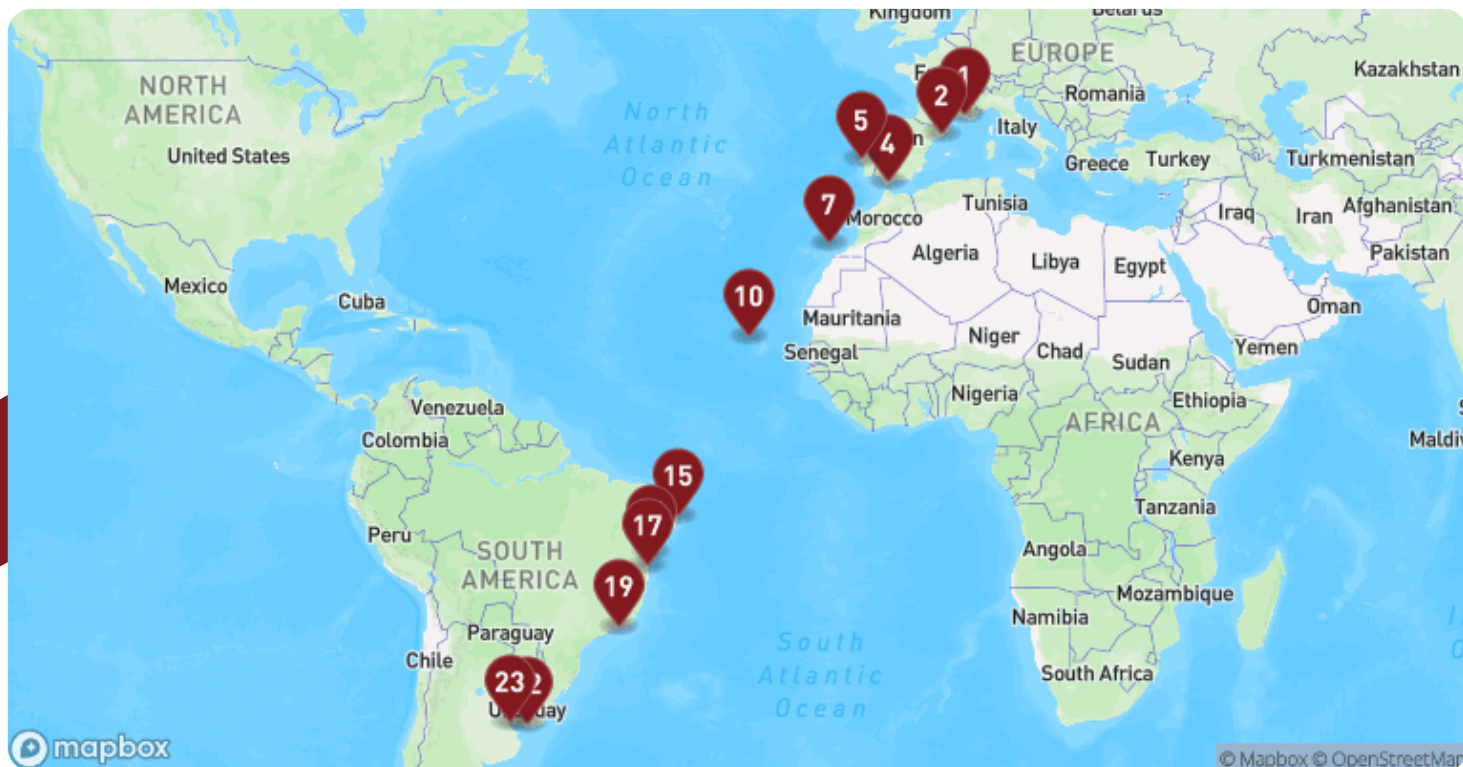 Kingdom
Belarus
EUROPE
Kazakhstan
1
2
Romania
North
Atlantic
Ocean
NORTH
AMERICA
United States
5
4
Italy
Greece
Turkey
Turkmenistan
7
Morocco
Tunisia
Iraq
Iran
Afghanistan
Algeria
Libya
Egypt
Pakistan
Mexico
Cuba
10
Mauritania
Niger
Chad
Sudan
Oman
Yemen
Senegal
Nigeria
Ethiopia
AFRICA
Venezuela
Colombia
Kenya
Tanzania
15
17
Peru
SOUTH
AMERICA
Angola
19
Mozambique
Namibia
Paraguay
Chile
South
Atlantic
Ocean
South Africa
23
mapbox
© Mapbox © OpenStreetMap